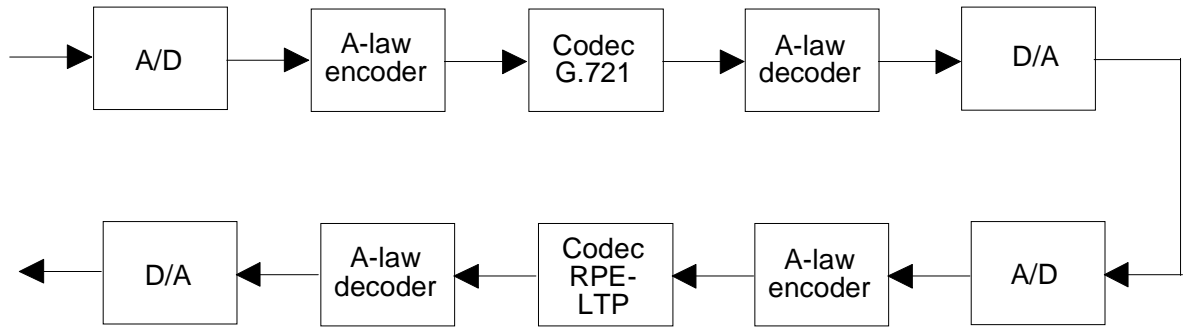 A/D
A-law
encoder
Codec
G.721
A-law
decoder
D/A
D/A
A-law
decoder
Codec
RPE-
LTP
A-law
encoder
A/D